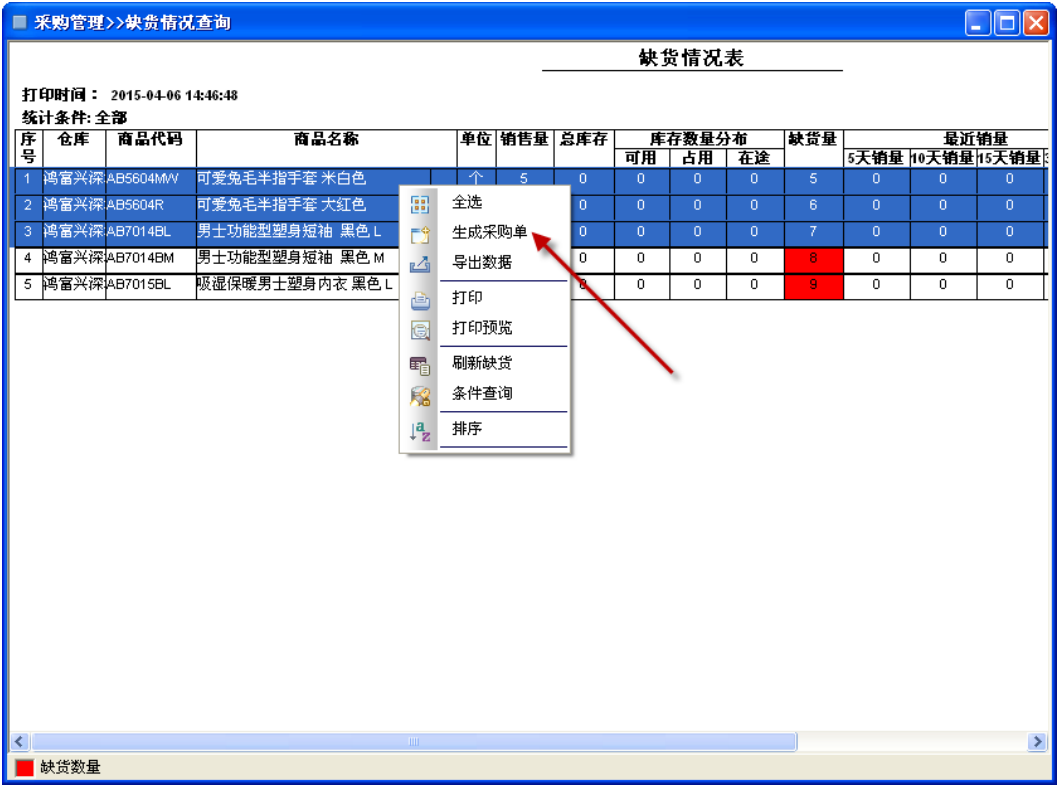 采购管理>>缺货情况查询
缺货情况表
打印时间： 2015-04-06 14:46:48
统计条件: 全部
序号 仓库 商品代码 商品名称 单位 销售量 总库存 库存数量分布 缺货量 最近销量
可用 占用 在途 5天销量 10天销量 15天销量
1 鸿富兴深 AB5604MW 可爱兔毛半指手套 米白色 个 5 0 0 0 0 5 0 0 0
2 鸿富兴深 AB5604R 可爱兔毛半指手套 大红色 0 0 0 0 6 0 0 0
3 鸿富兴深 AB7014BL 男士功能型塑身短袖 黑色 L 0 0 0 0 7 0 0 0
4 鸿富兴深 AB7014BM 男士功能型塑身短袖 黑色 M 0 0 0 0 8 0 0 0
5 鸿富兴深 AB7015BL 吸湿保暖男士塑身内衣 黑色 L 0 0 0 9 0 0 0
全选
生成采购单
导出数据
打印
打印预览
刷新缺货
条件查询
排序
缺货数量